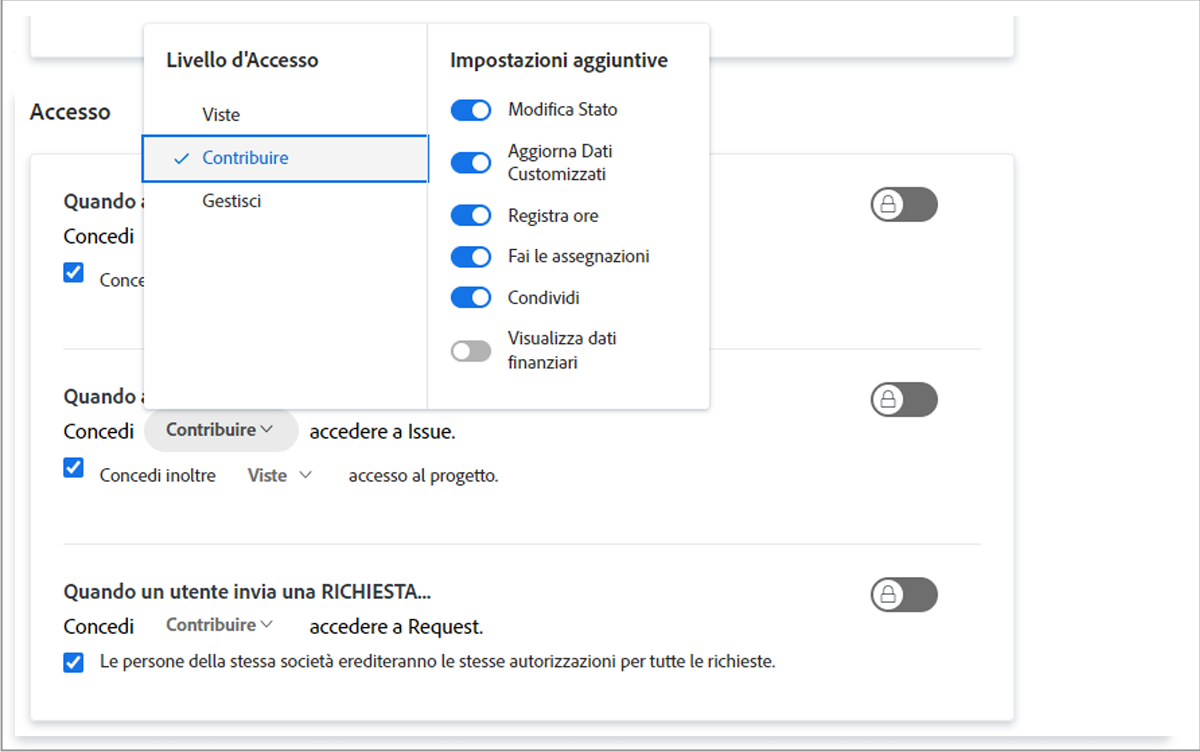 Livello d'Accesso
Viste
Contribuire
Gestisci
Impostazioni aggiuntive
Modifica Stato
Aggiorna Dati
Customizzati
Registra ore
Fai le assegnazioni
Condividi
Visualizza dati
finanziari
Accesso
Quando
Concedi
Quando
Concedi Contribuire accedere a Issue.
Concedi inoltre Viste accesso al progetto.
Quando un utente invia una RICHIESTA...
Concedi Contribuire accedere a Request.
Le persone della stessa società erediteranno le stesse autorizzazioni per tutte le richieste.